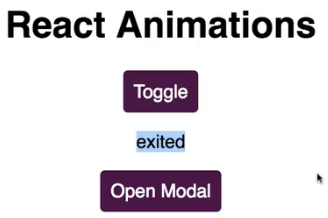 React Animations
Toggle
exited
Open Modal